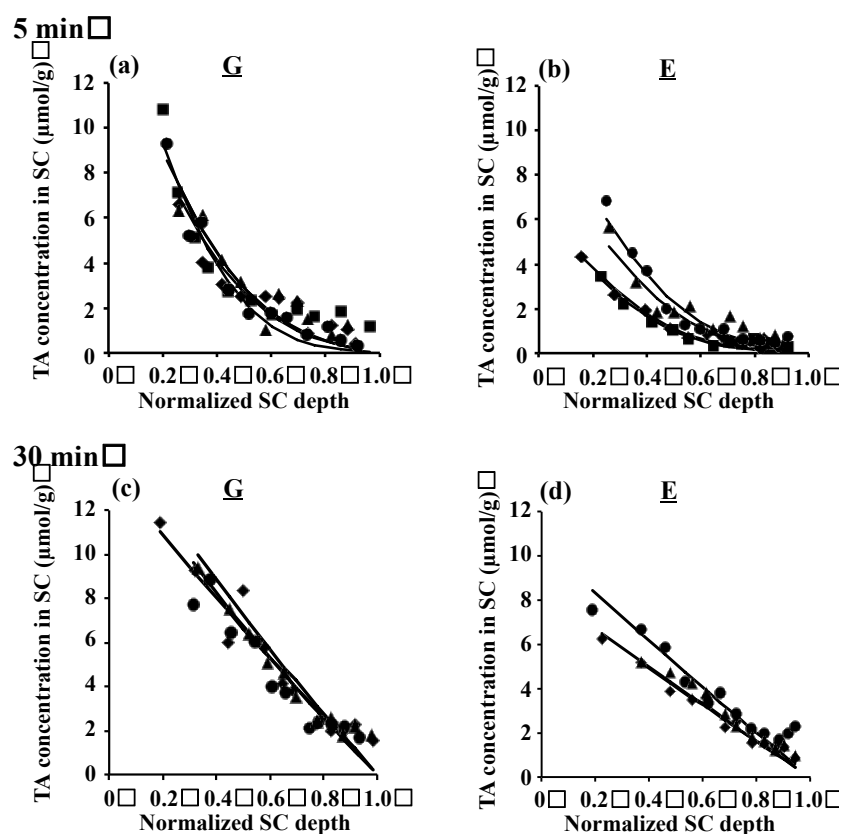 5 min□
(a) G
TA concentration in SC (µmol/g)□
12
10
8
6
4
2
0
0□ 0.2□ 0.4□ 0.6□ 0.8□ 1.0□
Normalized SC depth
(b) E
TA concentration in SC (µmol/g)□
12
10
8
6
4
2
0
0□ 0.2□ 0.4□ 0.6□ 0.8□ 1.0□
Normalized SC depth
30 min□
(c) G
TA concentration in SC (µmol/g)□
12
10
8
6
4
2
0
0□ 0.2□ 0.4□ 0.6□ 0.8□ 1.0□
Normalized SC depth
(d) E
TA concentration in SC (µmol/g)□
12
10
8
6
4
2
0
0□ 0.2□ 0.4□ 0.6□ 0.8□ 1.0□
Normalized SC depth